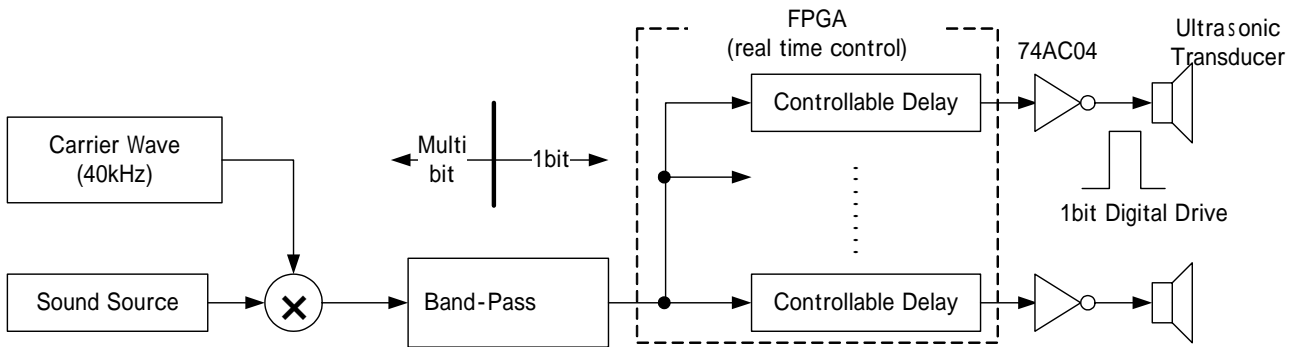 FPGA
(real time control)
74AC04
Ultrasonic
Transducer
Controllable Delay
Carrier Wave
(40kHz)
Multi
bit
1bit
1bit Digital Drive
Sound Source
×
Band-Pass
Controllable Delay